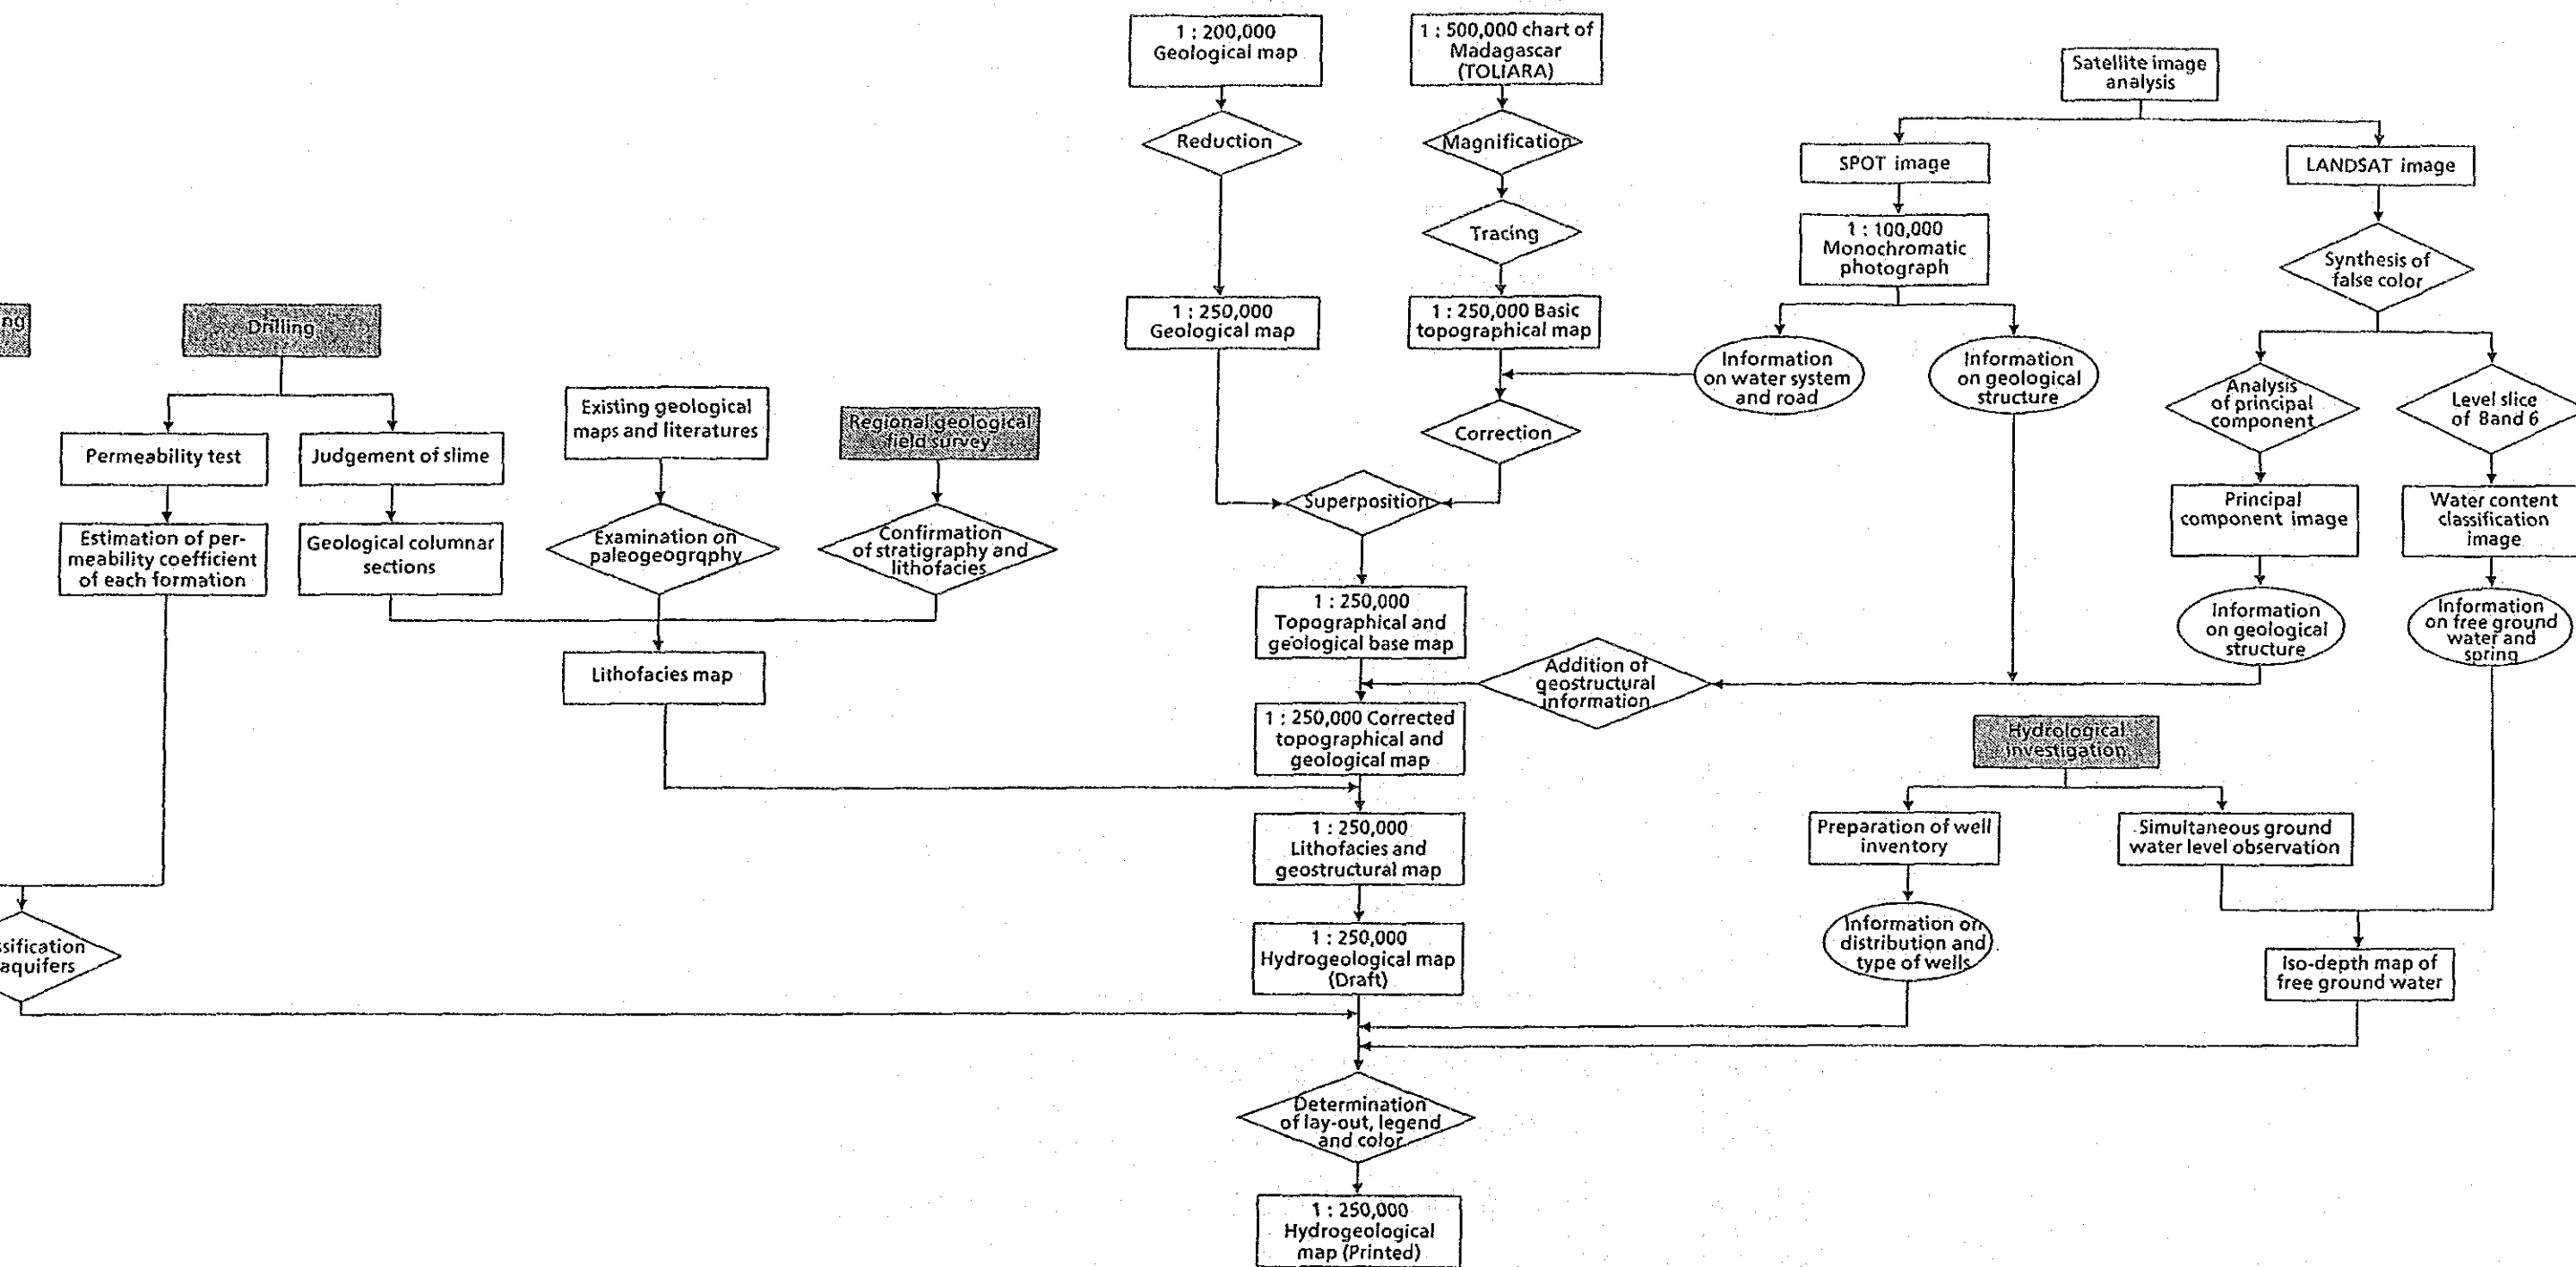 1 : 200,000
Geological map
1 : 500,000 chart of
Madagascar
(TOLIARA)
Satellite image
analysis
Reduction
Magnification
SPOT image
LANDSAT image
Tracing
1 : 100,000
Monochromatic
photograph
Synthesis of
false color
ng
Drilling
1 : 250,000
Geological map
1 : 250,000 Basic
topographical map
Information
on water system
and road
Information
on geological
structure
Analysis
of principal
component
Level slice
of 8and 6
Existing geological
maps and literatures
Regional geological
field survey
Correction
Permeability test
Judgement of slime
Superposition
Principal
component image
Water content
classification
image
Estimation of per-
meability coefficient
of each formation
Geological columnar
sections
Examination on
paleogeogrqphy
Confirmation
of stratigraphy and
lithofacies
1 : 250,000
Topographical and
geological base map
Information
on geological
structure
Information
on free ground
water and
spring
Lithofacies map
Addition of
geostructural
information
1 : 250,000 Corrected
topographical and
geological map
Hydrological
investigation
1 : 250,000
Lithofacies and
geostructural map
Preparation of well
inventory
Simultaneous ground
water level observation
ssification
aquifers
1 : 250,000
Hydrogeological map
(Draft)
Information on
distribution and
type of wells
Iso-depth map of
free ground water
Determination
of lay-out, legend
and color
1 : 250,000
Hydrogeological
map (Printed)